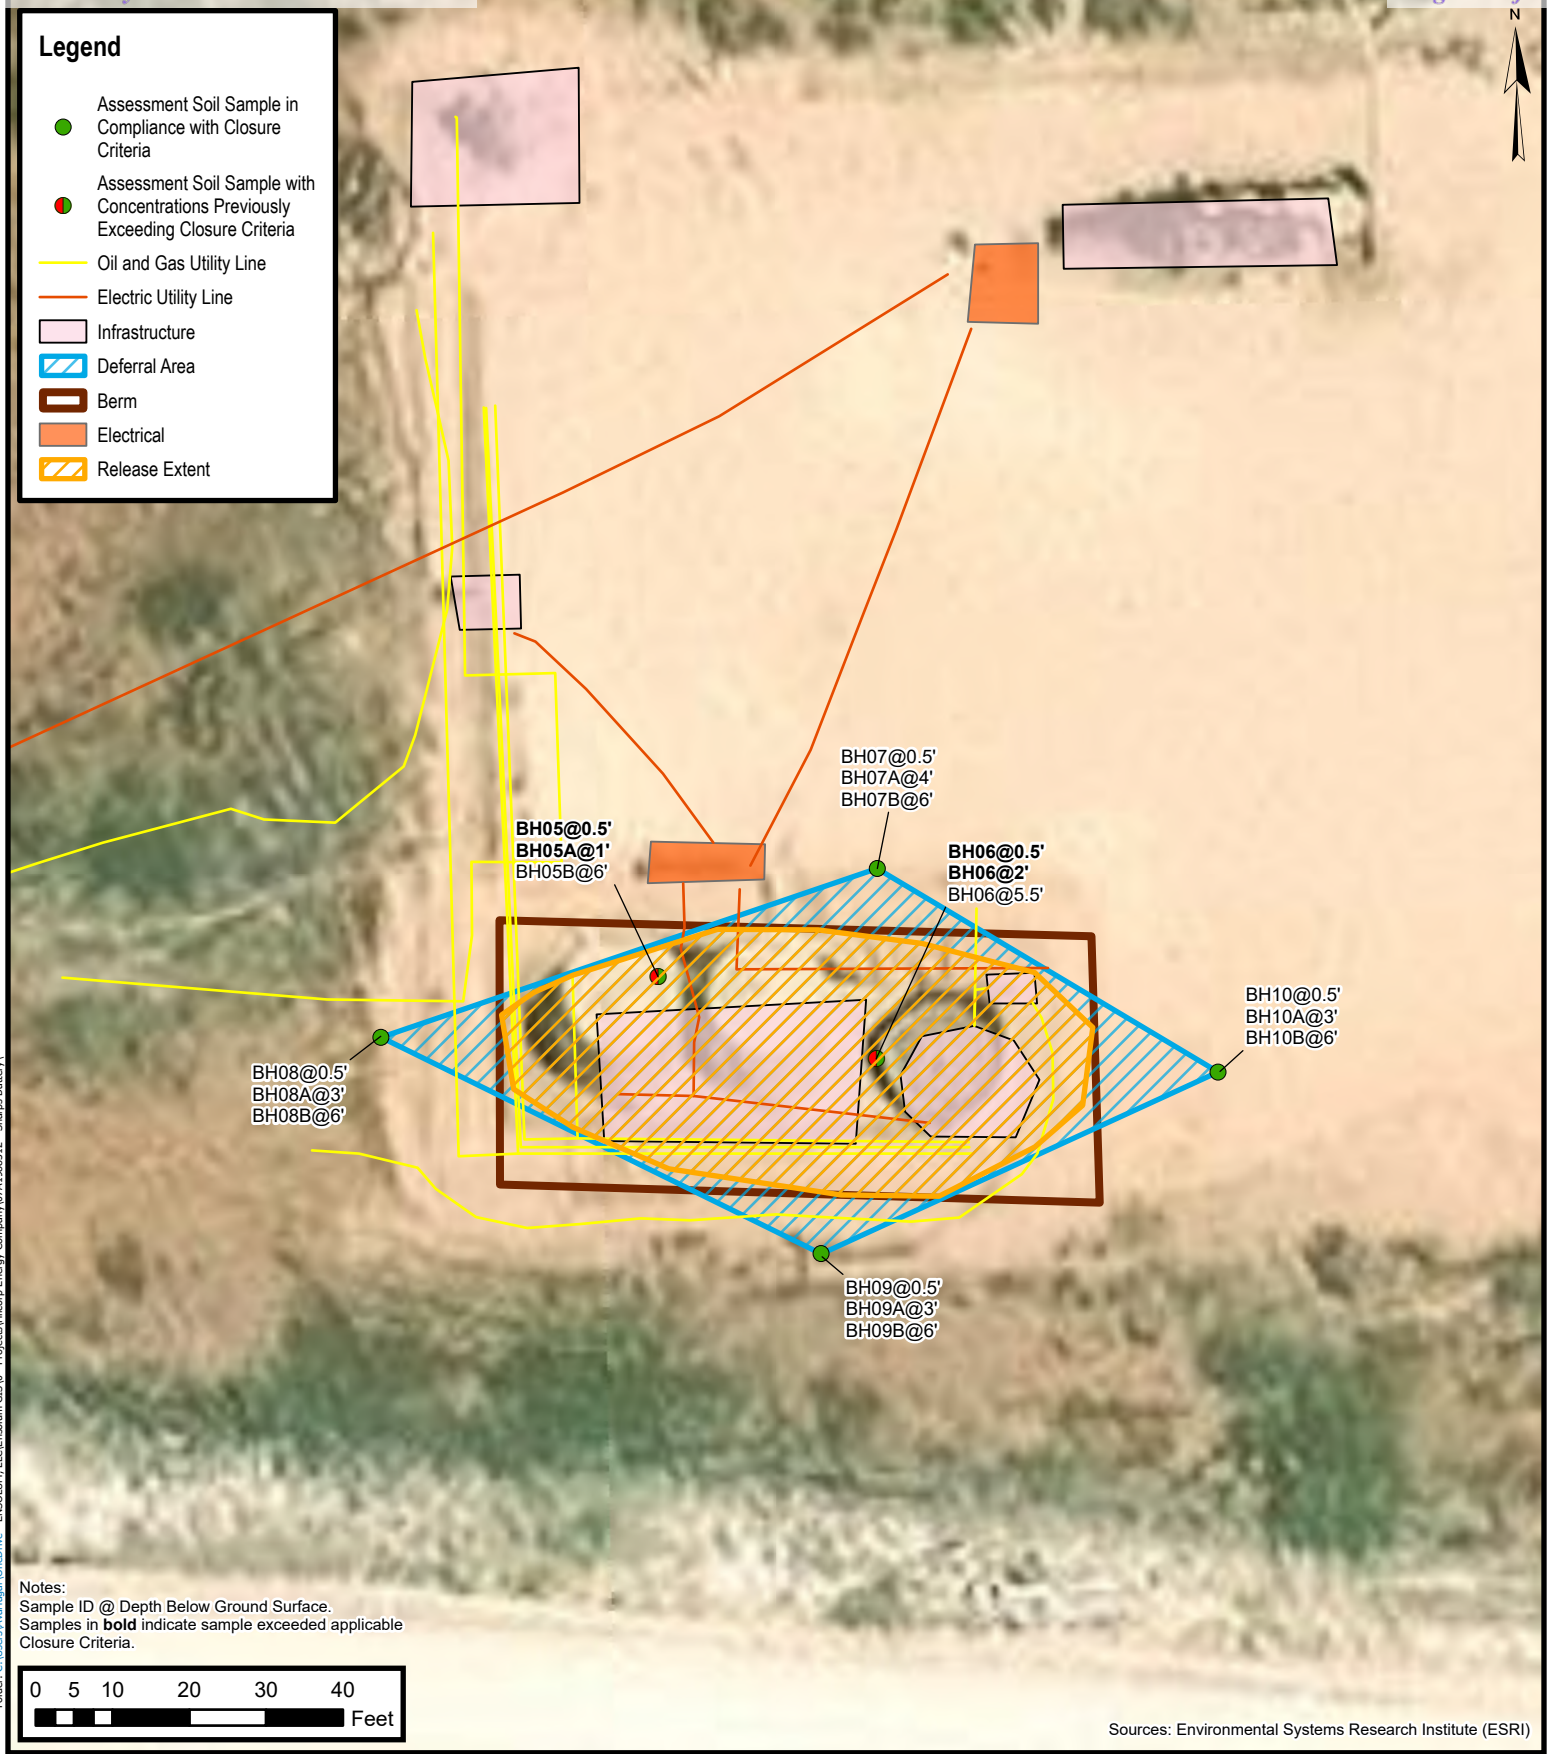 N
Legend
Assessment Soil Sample in
Compliance with Closure
Criteria
Assessment Soil Sample with
Concentrations Previously
Exceeding Closure Criteria
Oil and Gas Utility Line
Electric Utility Line
Infrastructure
Deferral Area
Berm
Electrical
Release Extent
BH07@0.5'
BH07A@4'
BH07B@6'
BH05@0.5'
BH05A@1'
BH05B@6'
BH06@0.5'
BH06@2'
BH06@5.5'
BH10@0.5'
BH10A@3'
BH10B@6'
BH08@0.5'
BH08A@3'
BH08B@6'
BH09@0.5'
BH09A@3'
BH09B@6'
Notes:
Sample ID @ Depth Below Ground Surface.
Samples in bold indicate sample exceeded applicable
Closure Criteria.
0 5 10 20 30 40
Feet
Sources: Environmental Systems Research Institute (ESRI)